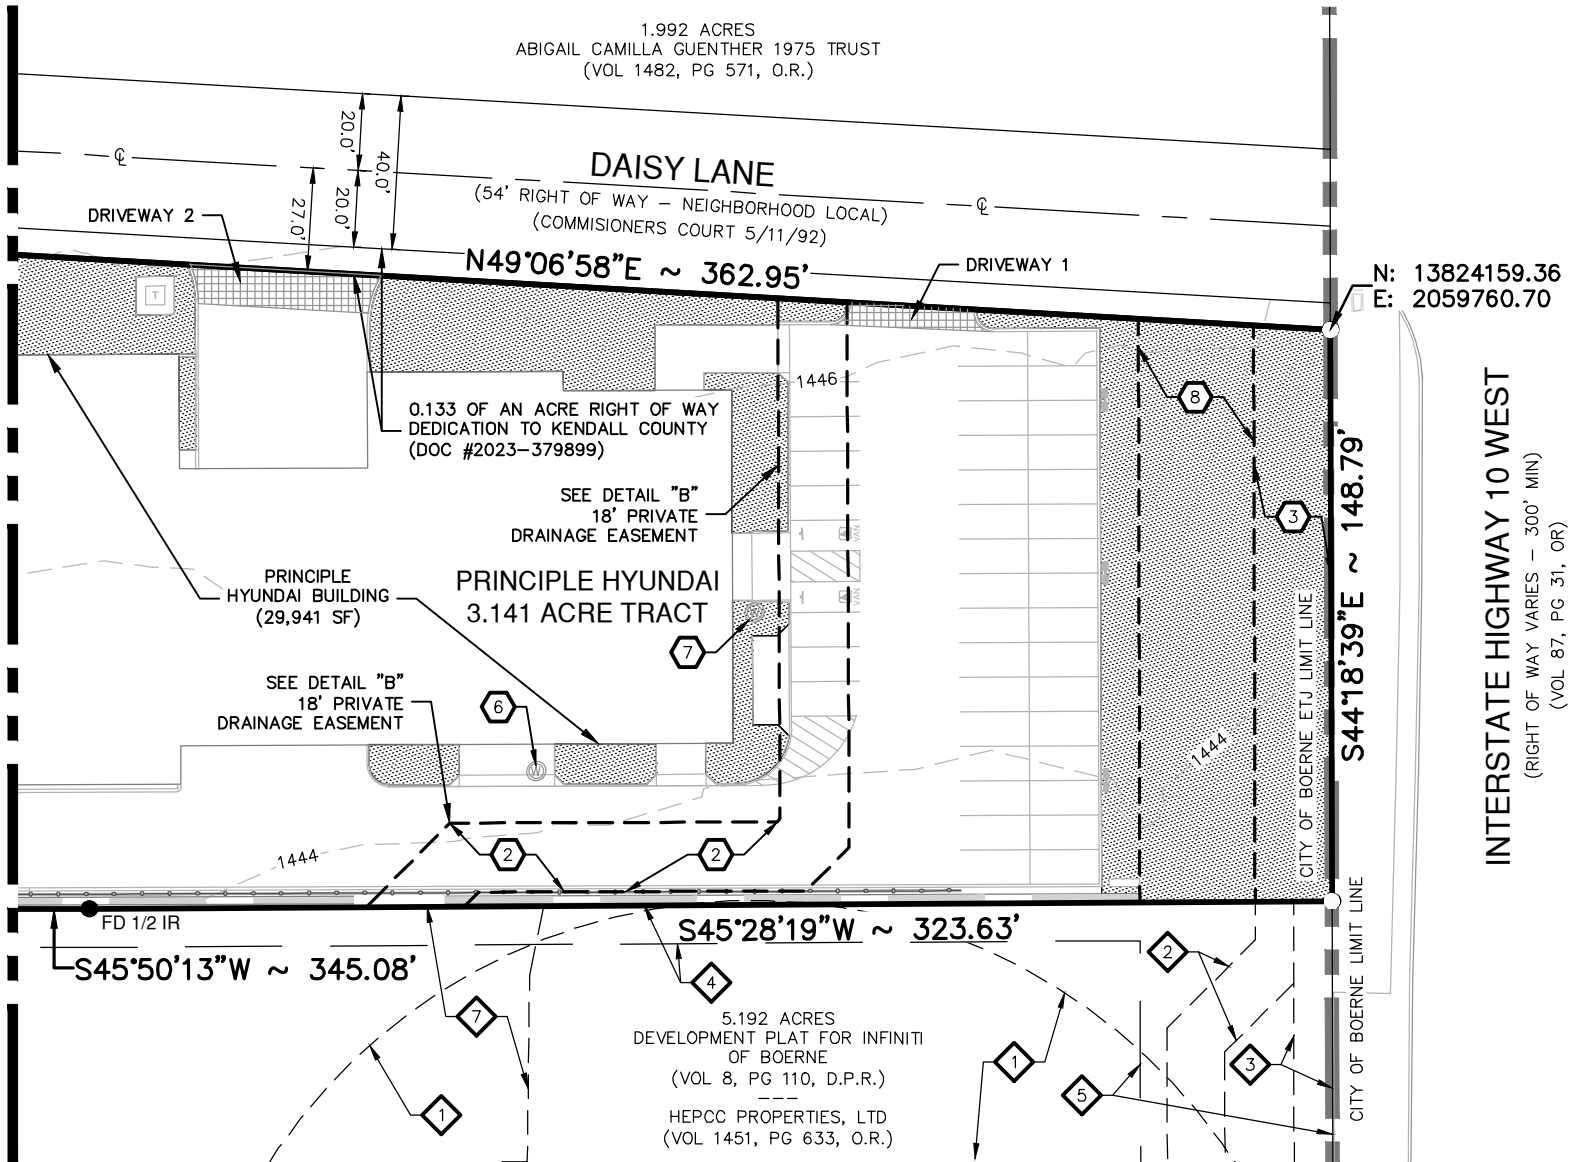 1.992 ACRES
ABIGAIL CAMILLA GUENTHER 1975 TRUST
(VOL 1482, PG 571, O.R.)
20.0'
40.0'
20.0'
27.0'
℄
DAISY LANE
(54' RIGHT OF WAY – NEIGHBORHOOD LOCAL)
(COMMISIONERS COURT 5/11/92)
℄
DRIVEWAY 2
N49°06'58"E ~ 362.95'
DRIVEWAY 1
N: 13824159.36
E: 2059760.70
T
1446
8
0.133 OF AN ACRE RIGHT OF WAY
DEDICATION TO KENDALL COUNTY
(DOC #2023–379899)
SEE DETAIL "B"
18' PRIVATE
DRAINAGE EASEMENT
3
1
VAN
1
VAN
PRINCIPLE
HYUNDAI BUILDING
(29,941 SF)
PRINCIPLE HYUNDAI
3.141 ACRE TRACT
W
7
SEE DETAIL "B"
18' PRIVATE
DRAINAGE EASEMENT
6
W
1444
CITY OF BOERNE ETJ LIMIT LINE
S44°18'39"E ~ 148.79'
INTERSTATE HIGHWAY 10 WEST
(RIGHT OF WAY VARIES – 300' MIN)
(VOL 87, PG 31, OR)
1444
2
2
FD 1/2 IR
S45°28'19"W ~ 323.63'
S45°50'13"W ~ 345.08'
4
2
7
1
1
3
5
CITY OF BOERNE LIMIT LINE
5.192 ACRES
DEVELOPMENT PLAT FOR INFINITI
OF BOERNE
(VOL 8, PG 110, D.P.R.)
–––
HEPCC PROPERTIES, LTD
(VOL 1451, PG 633, O.R.)